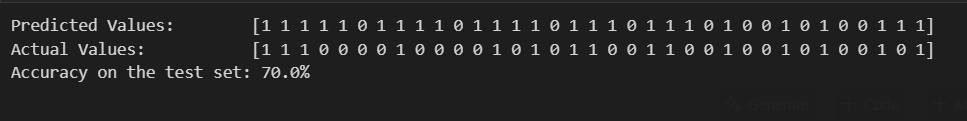 Predicted Values: [1 1 1 1 1 0 1 1 1 1 0 1 1 1 1 0 1 1 1 0 1 1 1 0 1 0 0 1 0 1 0 0 1 1 1]
Actual Values: [1 1 1 0 0 0 0 1 0 0 0 0 1 0 1 0 1 1 0 0 1 1 0 0 1 0 0 1 0 1 0 0 1 0 1]
Accuracy on the test set: 70.0%
Generate + Code + M